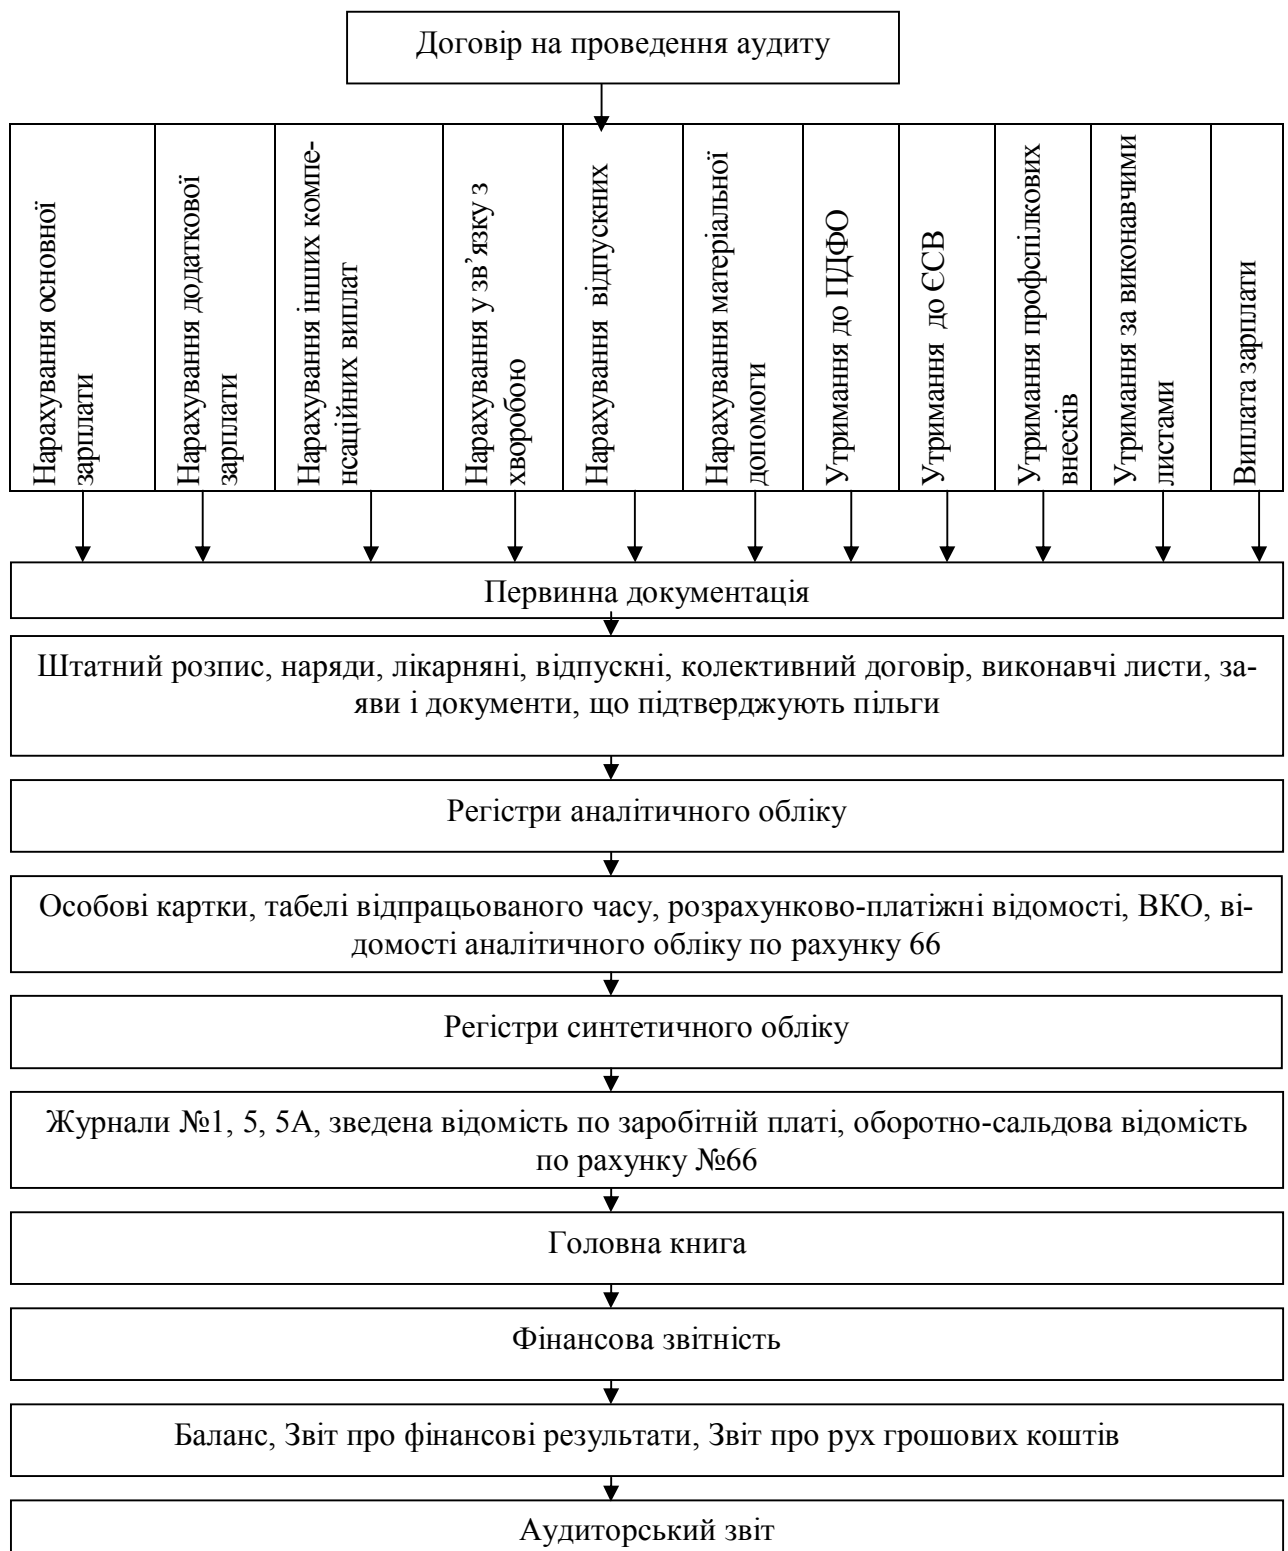 Договір на проведення аудиту
Нарахування основної
зарплати
Нарахування додаткової
зарплати
Нарахування інших компе-
нсаційних виплат
Нарахування у зв’язку з
хворобою
Нарахування відпускних
Нарахування матеріальної
допомоги
Утримання до ПДФО
Утримання до ЄСВ
Утримання профспілкових
внесків
Утримання за виконавчими
листами
Виплата зарплати
Первинна документація
Штатний розпис, наряди, лікарняні, відпускні, колективний договір, виконавчі листи, за-
яви і документи, що підтверджують пільги
Регістри аналітичного обліку
Особові картки, табелі відпрацьованого часу, розрахунково-платіжні відомості, ВКО, ві-
домості аналітичного обліку по рахунку 66
Регістри синтетичного обліку
Журнали №1, 5, 5А, зведена відомість по заробітній платі, оборотно-сальдова відомість
по рахунку №66
Головна книга
Фінансова звітність
Баланс, Звіт про фінансові результати, Звіт про рух грошових коштів
Аудиторський звіт